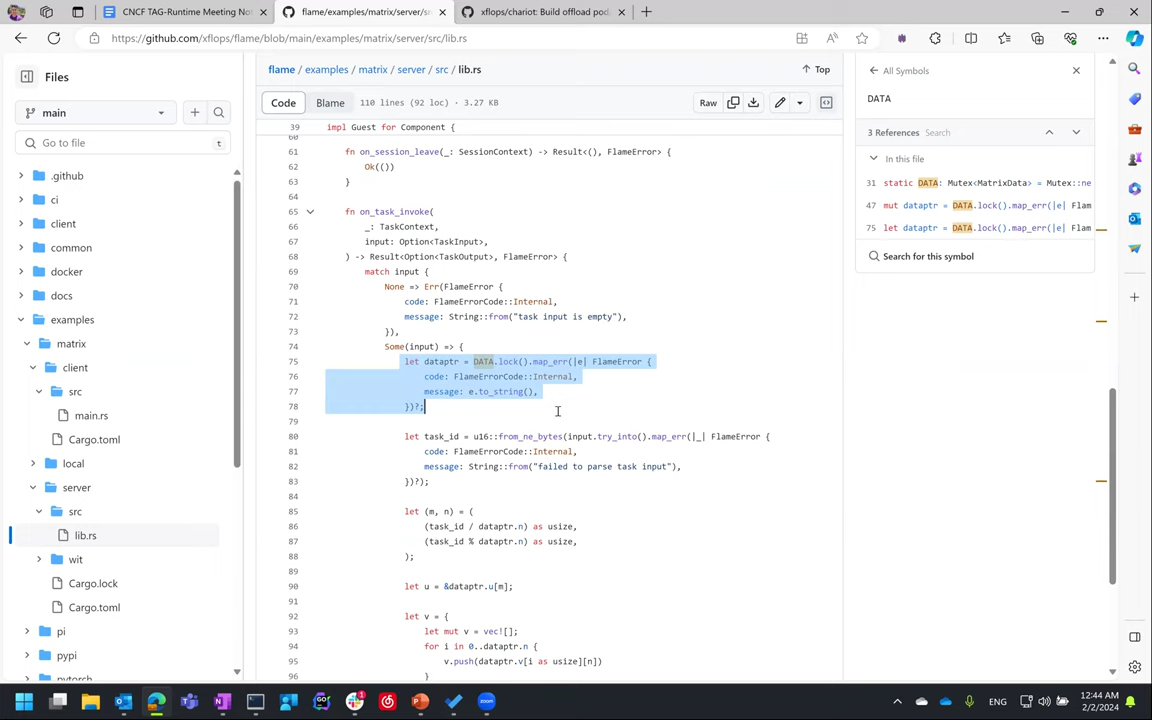 CNCF TAG-Runtime Meeting No
flame/examples/matrix/server/sr
xflops/chariot: Build offload pod
https://github.com/xflops/flame/blob/main/examples/matrix/server/src/lib.rs
Files
main
Go to file
t
.github
ci
client
common
docker
docs
examples
matrix
client
src
main.rs
Cargo.toml
local
server
src
lib.rs
wit
Cargo.lock
Cargo.toml
pi
pypi
pytorch
flame / examples / matrix / server / src / lib.rs
Top
Code
Blame
110 lines (92 loc) · 3.27 KB
Raw
39 impl Guest for Component {
60
61 fn on_session_leave(_: SessionContext) -> Result<(), FlameError> {
62 Ok(())
63 }
64
65 fn on_task_invoke(
66 _: TaskContext,
67 input: Option<TaskInput>,
68 ) -> Result<Option<TaskOutput>, FlameError> {
69 match input {
70 None => Err(FlameError {
71 code: FlameErrorCode::Internal,
72 message: String::from("task input is empty"),
73 }),
74 Some(input) => {
75 let dataptr = DATA.lock().map_err(|e| FlameError {
76 code: FlameErrorCode::Internal,
77 message: e.to_string(),
78 })?;
79
80 let task_id = u16::from_ne_bytes(input.try_into().map_err(|_| FlameError {
81 code: FlameErrorCode::Internal,
82 message: String::from("failed to parse task input"),
83 })?);
84
85 let (m, n) = (
86 (task_id / dataptr.n) as usize,
87 (task_id % dataptr.n) as usize,
88 );
89
90 let u = &dataptr.u[m];
91
92 let v = {
93 let mut v = vec![];
94 for i in 0..dataptr.n {
95 v.push(dataptr.v[i as usize][n])
96 }
All Symbols
DATA
3 References Search
In this file
31 static DATA: Mutex<MatrixData> = Mutex::ne
47 mut dataptr = DATA.lock().map_err(|e| Flam
75 let dataptr = DATA.lock().map_err(|e| Flam
Search for this symbol
ENG
12:44 AM
2/2/2024